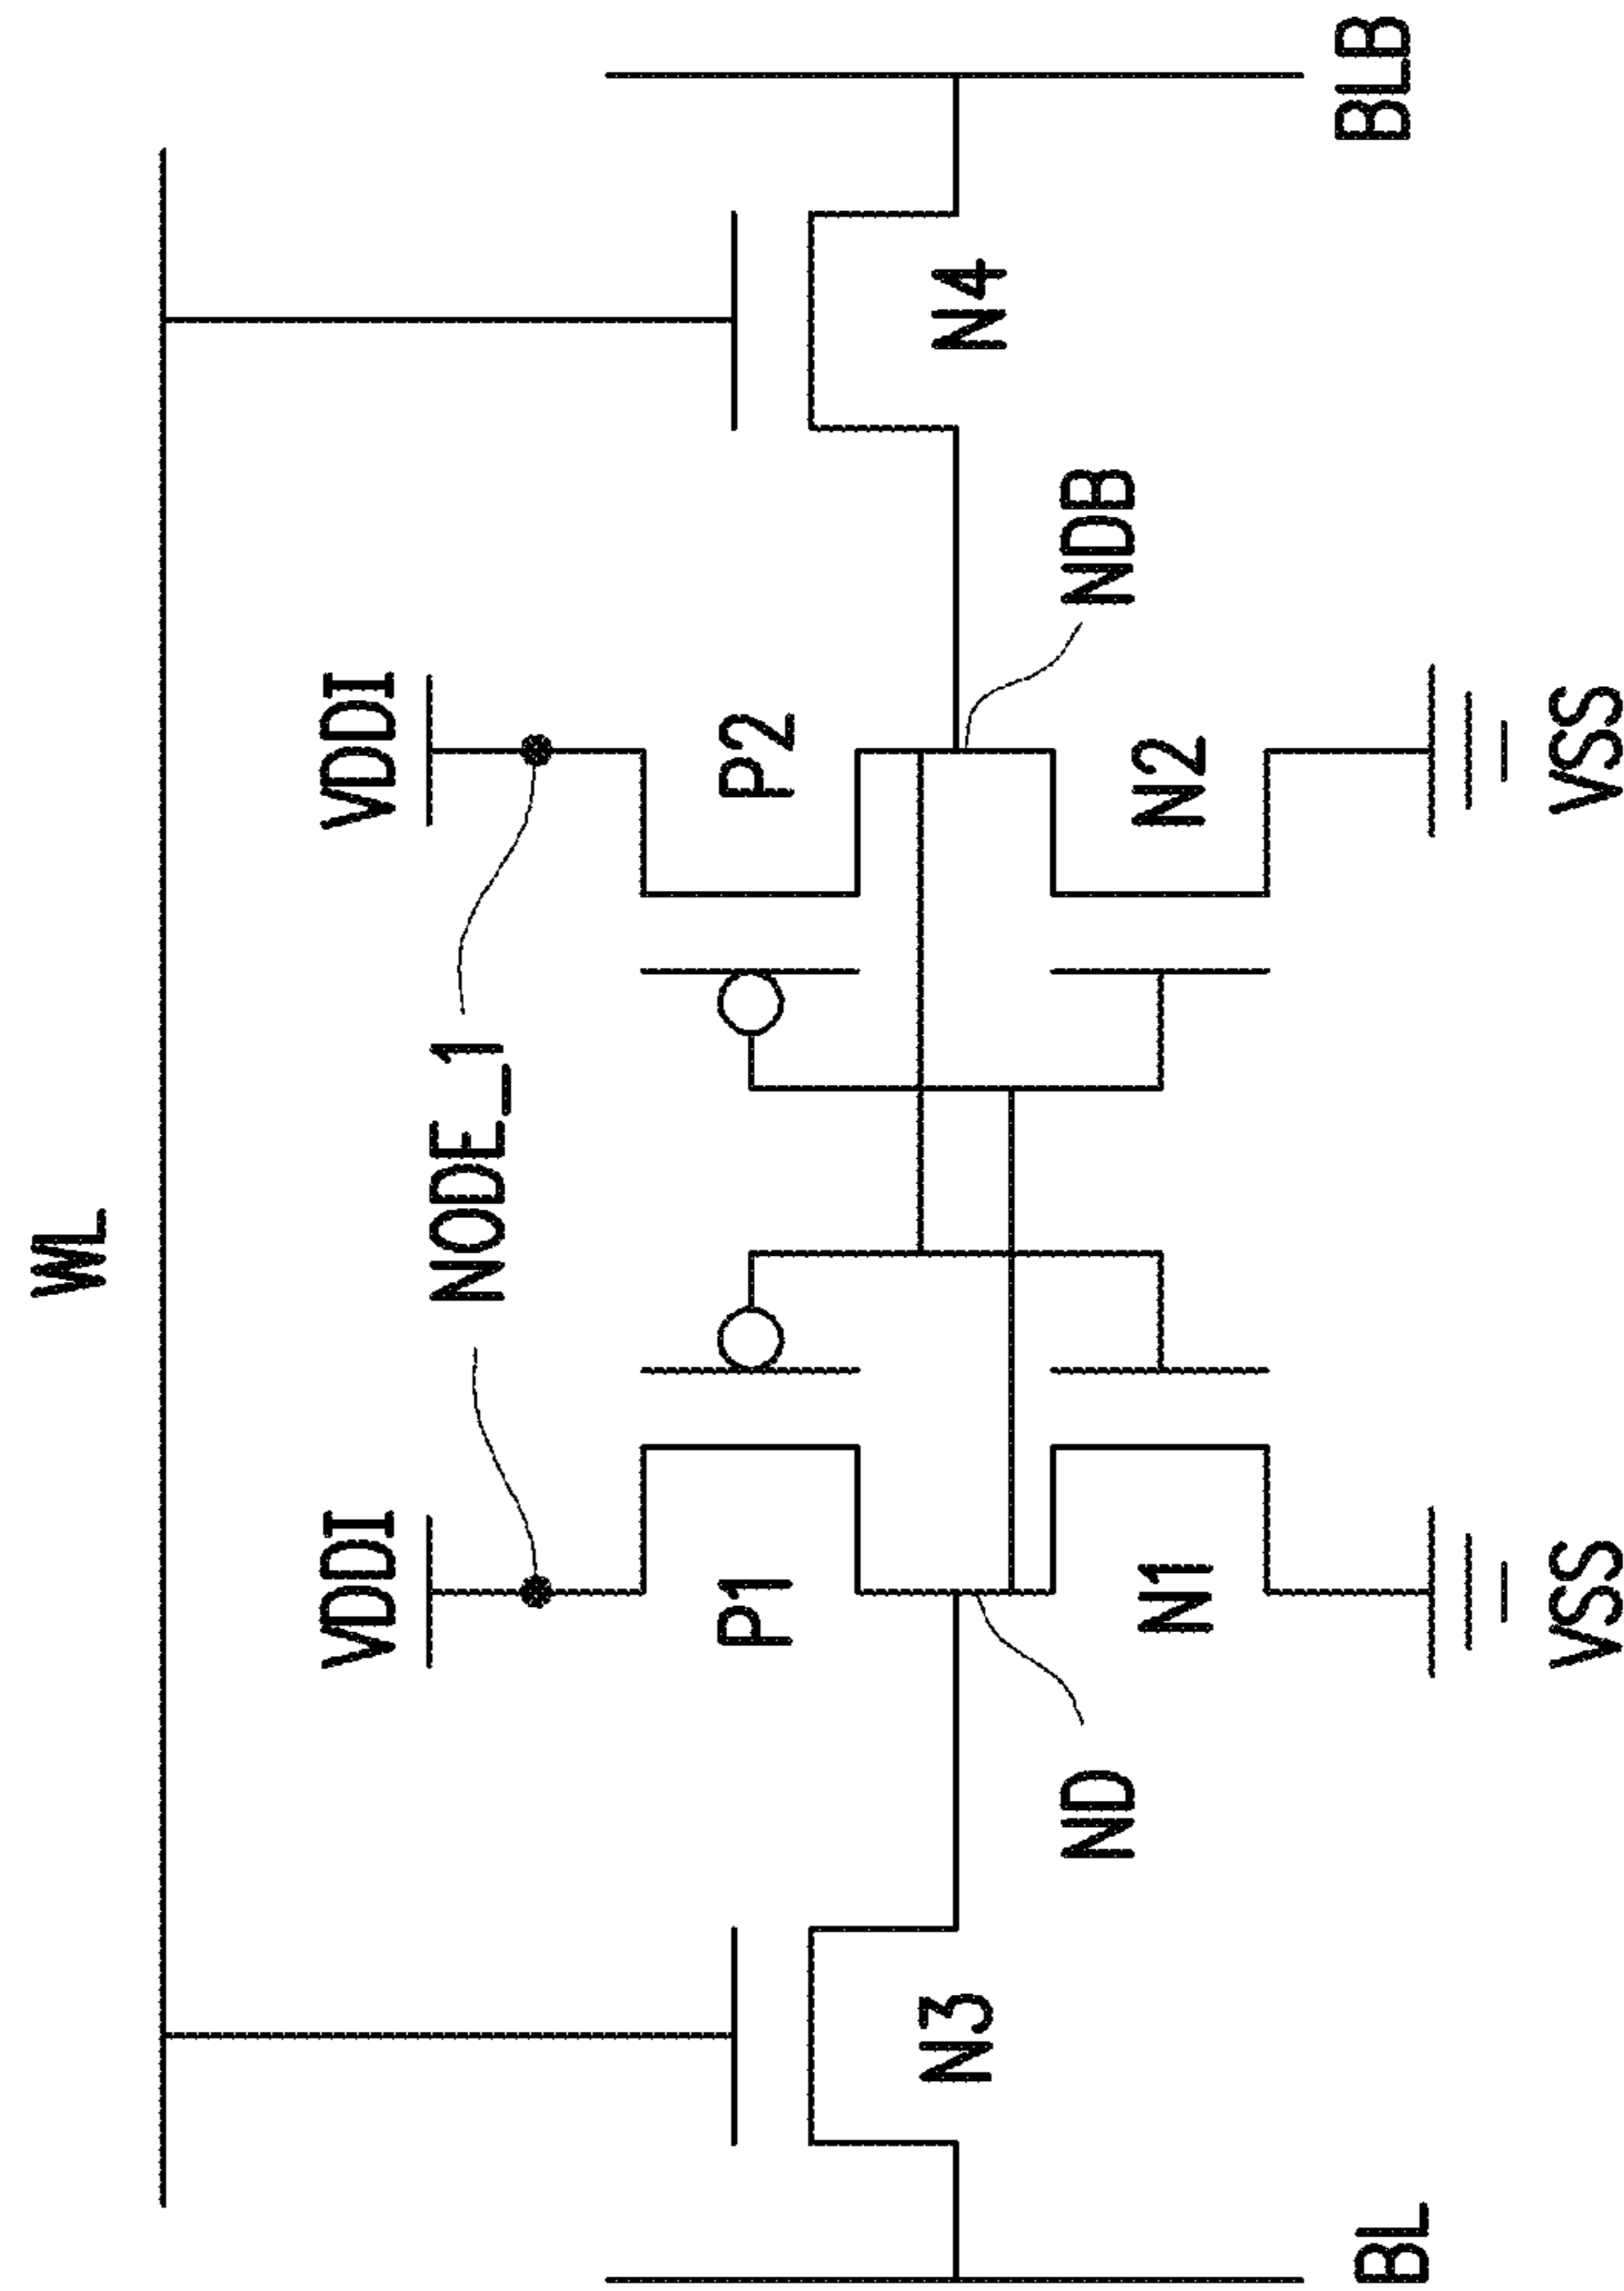 WL
VDDI
VDDI
NODE_1
P1
P2
N3
N4
ND
NDB
N1
N2
BL
BLB
VSS
VSS